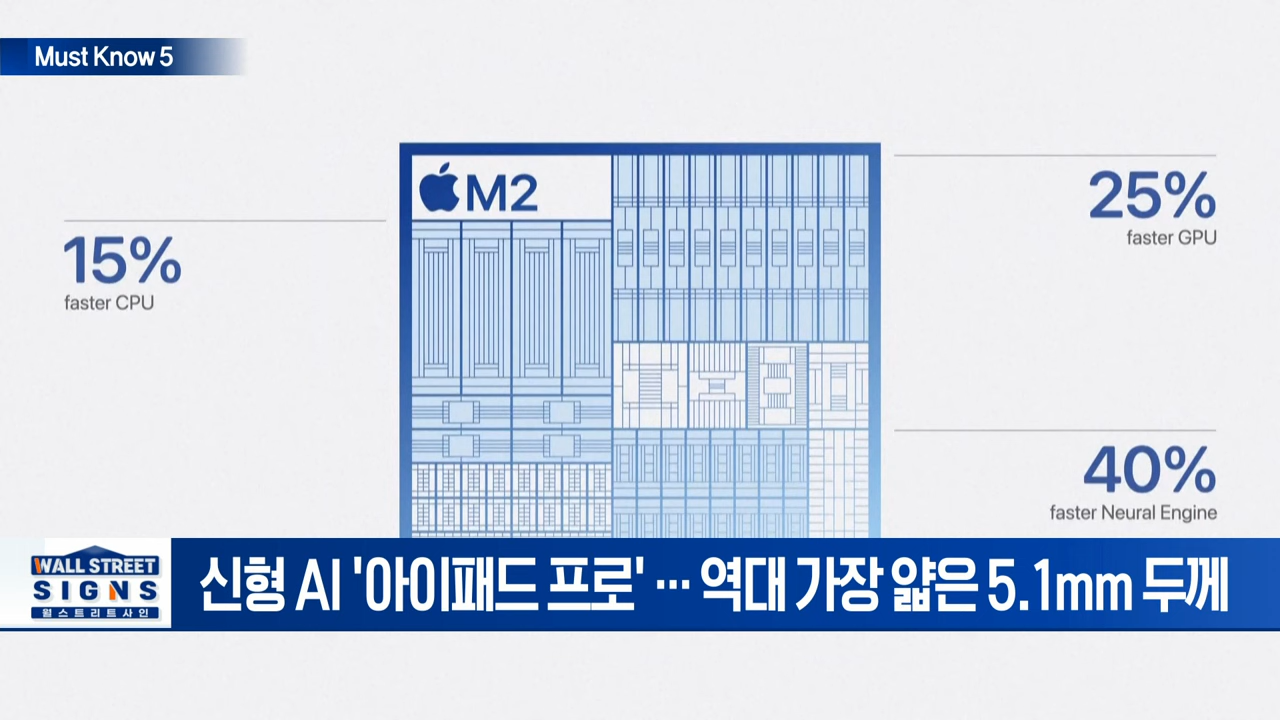 Must Know 5
M2
15%
faster CPU
25%
faster GPU
40%
faster Neural Engine
WALL STREET
SIGNS
월스트리트사인
신형 AI '아이패드 프로' … 역대 가장 얇은 5.1mm 두께